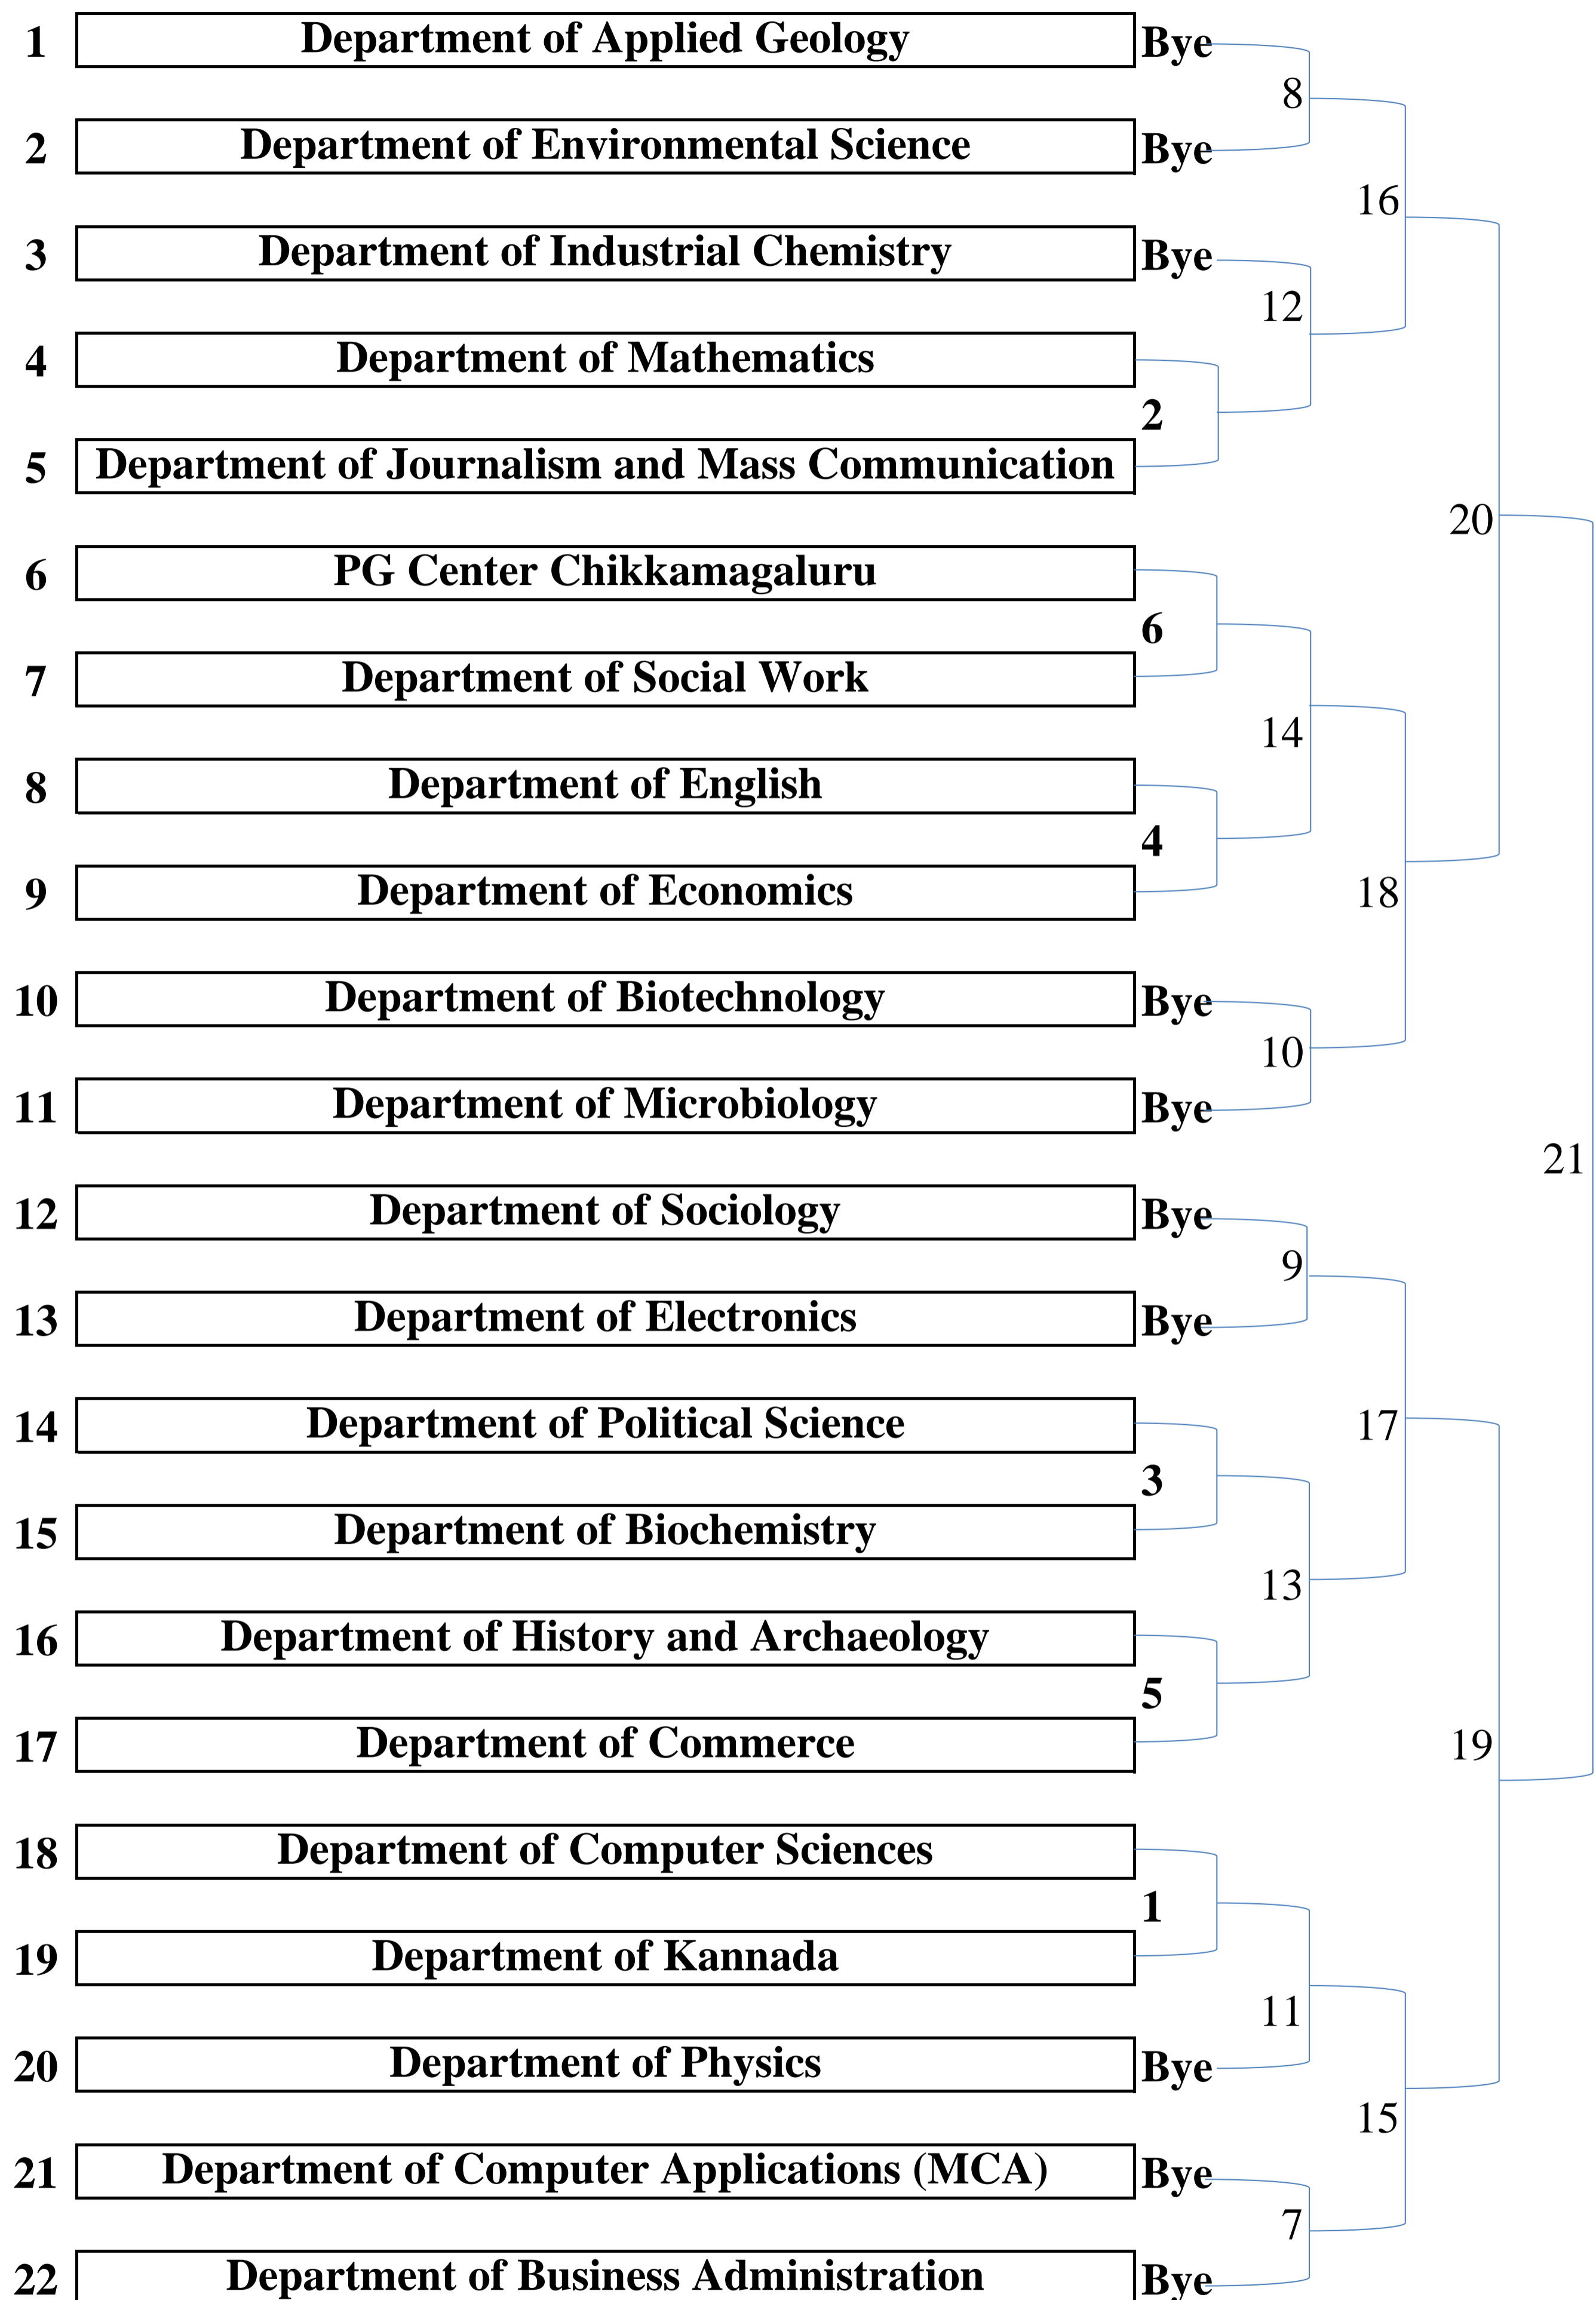 1 Department of Applied Geology Bye
8
2 Department of Environmental Science Bye
16
3 Department of Industrial Chemistry Bye
12
4 Department of Mathematics
2
5 Department of Journalism and Mass Communication
20
6 PG Center Chikkamagaluru
6
7 Department of Social Work
14
8 Department of English
4
9 Department of Economics
18
10 Department of Biotechnology Bye
10
11 Department of Microbiology Bye
21
12 Department of Sociology Bye
9
13 Department of Electronics Bye
14 Department of Political Science
17
3
15 Department of Biochemistry
13
16 Department of History and Archaeology
5
17 Department of Commerce
19
18 Department of Computer Sciences
1
19 Department of Kannada
11
20 Department of Physics Bye
15
21 Department of Computer Applications (MCA) Bye
7
22 Department of Business Administration Bye